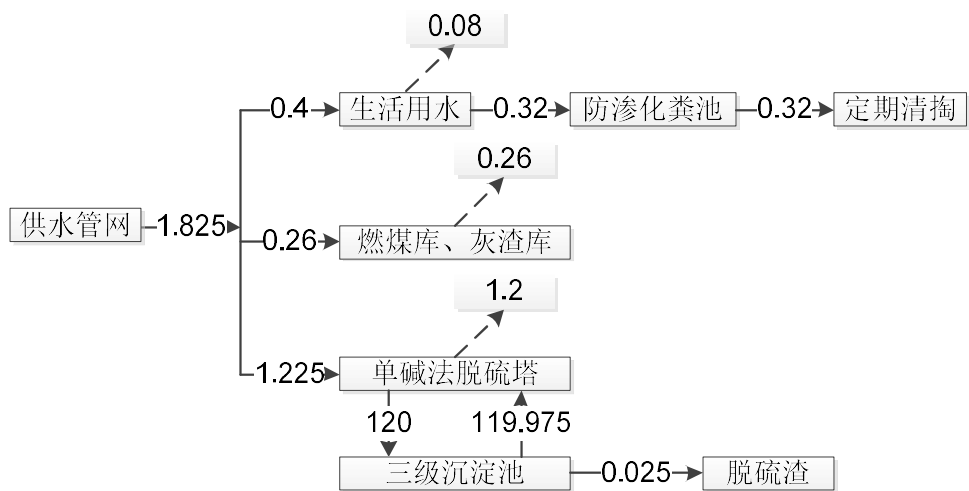 0.08
0.4
生活用水
0.32
防渗化粪池
0.32
定期清掏
0.26
供水管网
1.825
0.26
燃煤库、灰渣库
1.2
1.225
单碱法脱硫塔
120
119.975
三级沉淀池
0.025
脱硫渣